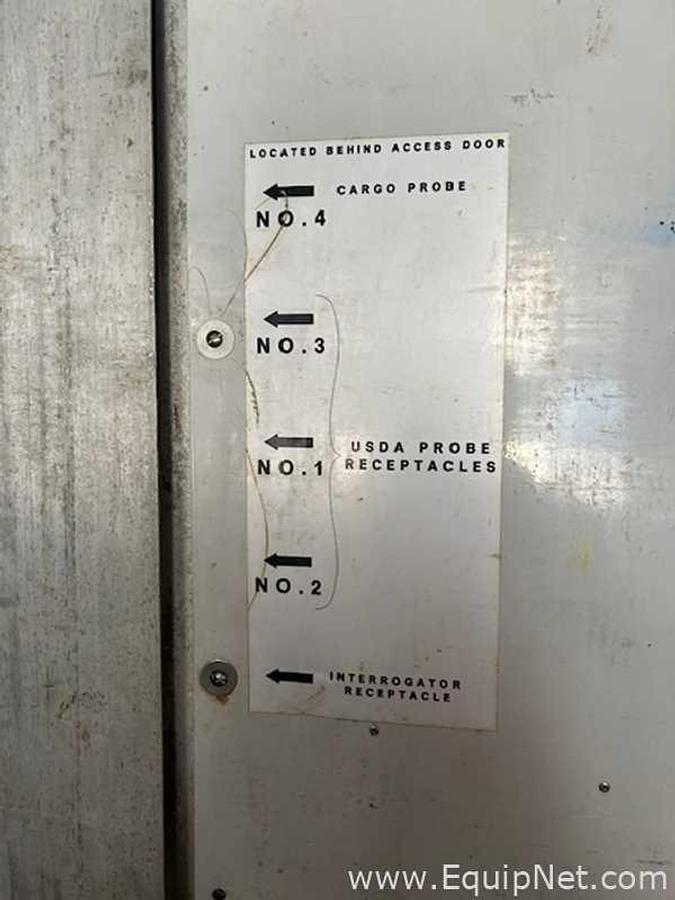 LOCATED BEHIND ACCESS DOOR
CARGO PROBE
NO.4
NO.3
NO.1
USDA PROBE
RECEPTACLES
NO.2
INTERROGATOR
RECEPTACLE
www.EquipNet.com